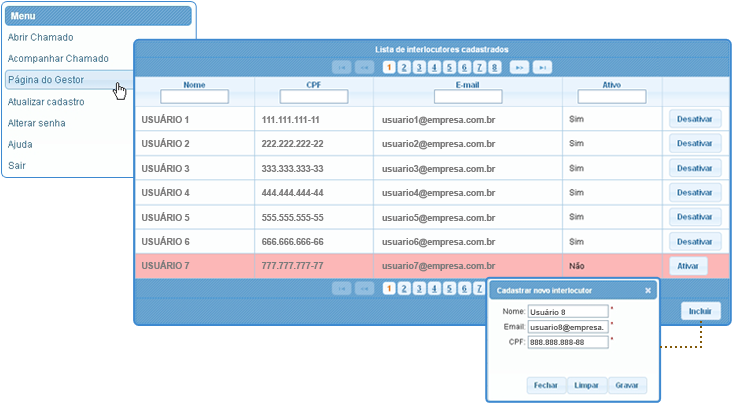 Menu
Abrir Chamado
Acompanhar Chamado
Página do Gestor
Atualizar cadastro
Alterar senha
Ajuda
Sair
Lista de interlocutores cadastrados
1 2 3 4 5 6 7 8
Nome CPF E-mail Ativo
USUÁRIO 1 111.111.111-11 usuario1@empresa.com.br Sim Desativar
USUÁRIO 2 222.222.222-22 usuario2@empresa.com.br Sim Desativar
USUÁRIO 3 333.333.333-33 usuario3@empresa.com.br Sim Desativar
USUÁRIO 4 444.444.444-44 usuario4@empresa.com.br Sim Desativar
USUÁRIO 5 555.555.555-55 usuario5@empresa.com.br Sim Desativar
USUÁRIO 6 666.666.666-66 usuario6@empresa.com.br Sim Desativar
USUÁRIO 7 777.777.777-77 usuario7@empresa.com.br Não Ativar
1 2 3 4 5 6 7
Incluir
Cadastrar novo interlocutor
Nome: Usuário 8 *
Email: usuario8@empresa. *
CPF: 888.888.888-88 *
Fechar Limpar Gravar